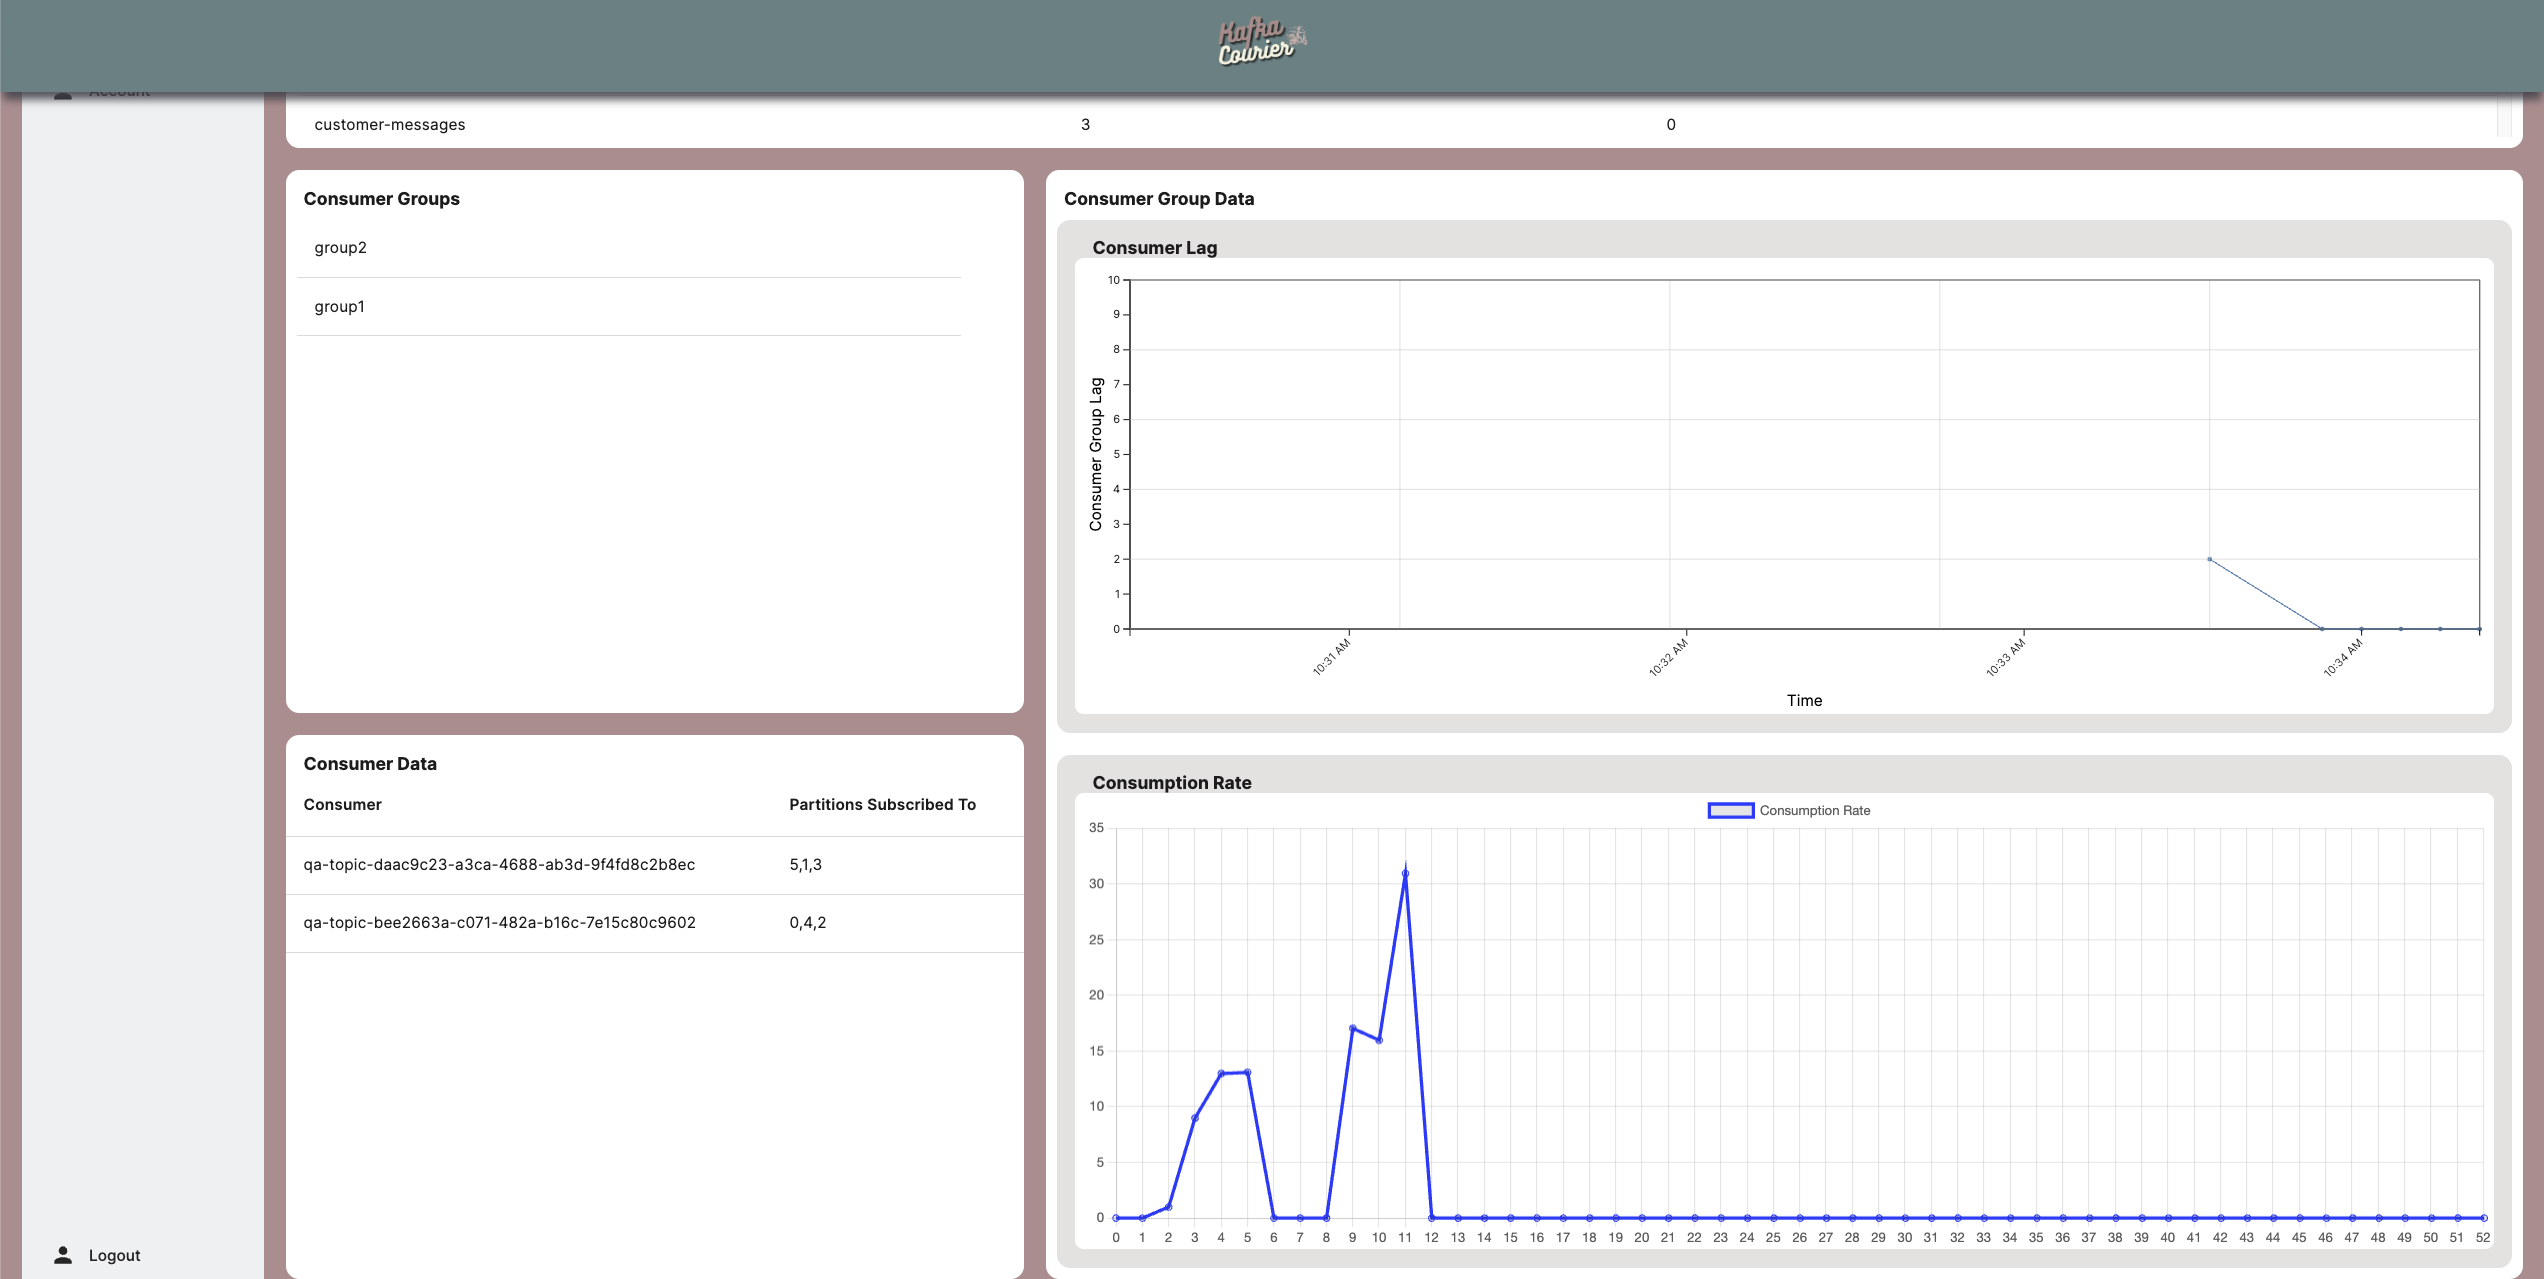 Kafka
Courier
Account
customer-messages 3 0
Consumer Groups
group2
group1
Consumer Data
Consumer Partitions Subscribed To
qa-topic-daac9c23-a3ca-4688-ab3d-9f4fd8c2b8ec 5,1,3
qa-topic-bee2663a-c071-482a-b16c-7e15c80c9602 0,4,2
Logout
Consumer Group Data
Consumer Lag
Consumer Group Lag
10
9
8
7
6
5
4
3
2
1
0
10:31 AM 10:32 AM 10:33 AM 10:34 AM
Time
Consumption Rate
Consumption Rate
35
30
25
20
15
10
5
0
0 1 2 3 4 5 6 7 8 9 10 11 12 13 14 15 16 17 18 19 20 21 22 23 24 25 26 27 28 29 30 31 32 33 34 35 36 37 38 39 40 41 42 43 44 45 46 47 48 49 50 51 52